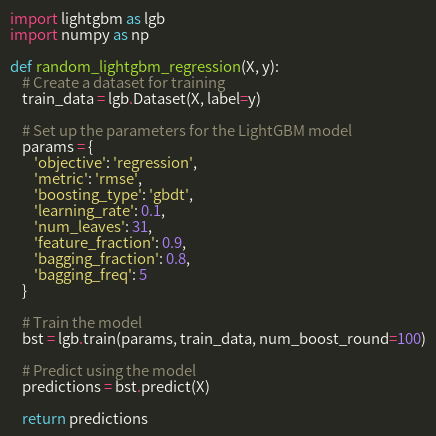 import lightgbm as lgb
import numpy as np

def random_lightgbm_regression(X, y):
    # Create a dataset for training
    train_data = lgb.Dataset(X, label=y)

    # Set up the parameters for the LightGBM model
    params = {
        'objective': 'regression',
        'metric': 'rmse',
        'boosting_type': 'gbdt',
        'learning_rate': 0.1,
        'num_leaves': 31,
        'feature_fraction': 0.9,
        'bagging_fraction': 0.8,
        'bagging_freq': 5
    }

    # Train the model
    bst = lgb.train(params, train_data, num_boost_round=100)

    # Predict using the model
    predictions = bst.predict(X)

    return predictions